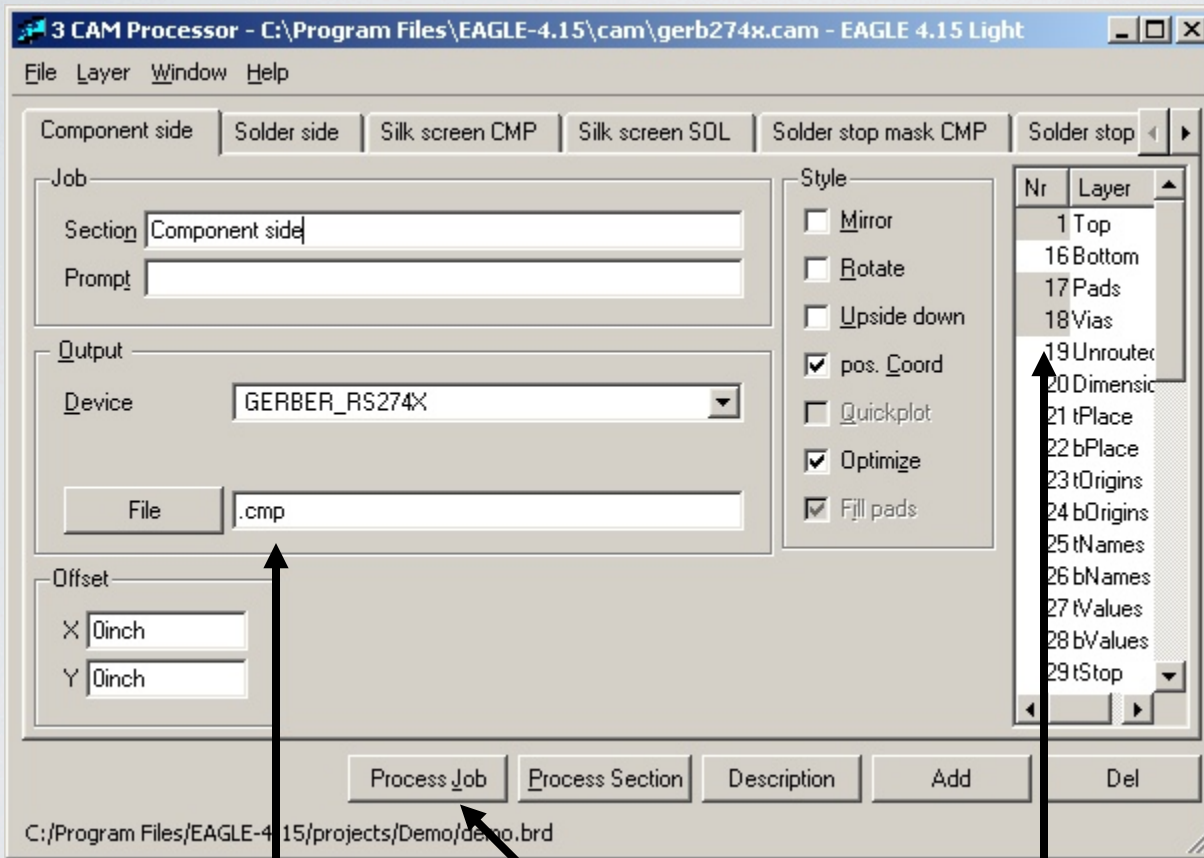 3 CAM Processor - C:\Program Files\EAGLE-4.15\cam\gerb274x.cam - EAGLE 4.15 Light
File Layer Window Help
Component side Solder side Silk screen CMP Silk screen SOL Solder stop mask CMP Solder stop
Job
Section Component side
Prompt
Output
Device GERBER_RS274X
File .cmp
Offset
X 0inch
Y 0inch
Style
Mirror
Rotate
Upside down
pos. Coord
Quickplot
Optimize
Fill pads
Nr Layer
1 Top
16 Bottom
17 Pads
18 Vias
19 Unrouted
20 Dimensio
21 tPlace
22 bPlace
23 tOrigins
24 bOrigins
25 tNames
26 bNames
27 tValues
28 bValues
29 tStop
Process Job Process Section Description Add Del
C:/Program Files/EAGLE-4.15/projects/Demo/demo.brd